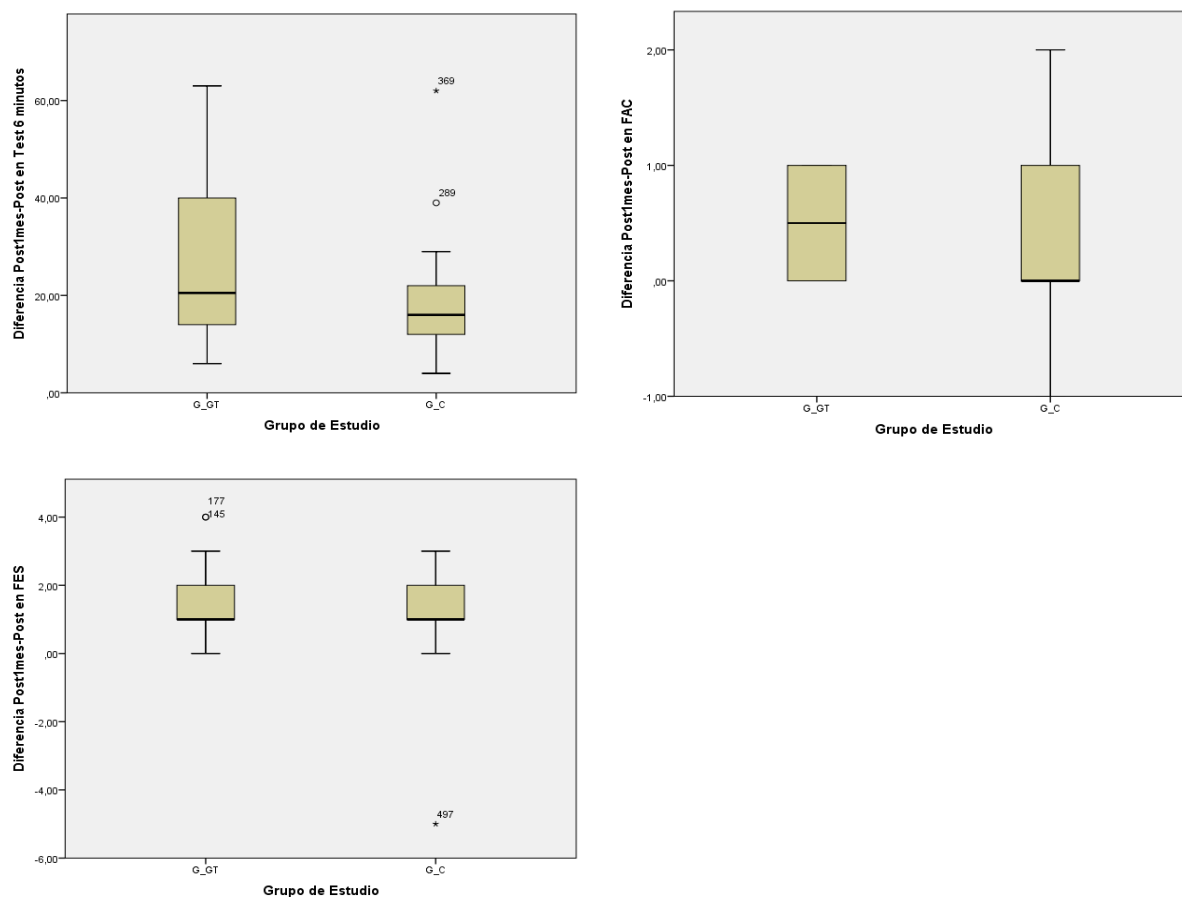 Diferencia Post1mes-Post en Test 6 minutos
60,00
40,00
20,00
,00
369
289
G_GT
G_C
Grupo de Estudio
Diferencia Post1mes-Post en FAC
2,00
1,00
,00
-1,00
G_GT
G_C
Grupo de Estudio
Diferencia Post1mes-Post en FES
4,00
2,00
,00
-2,00
-4,00
-6,00
177
145
497
G_GT
G_C
Grupo de Estudio